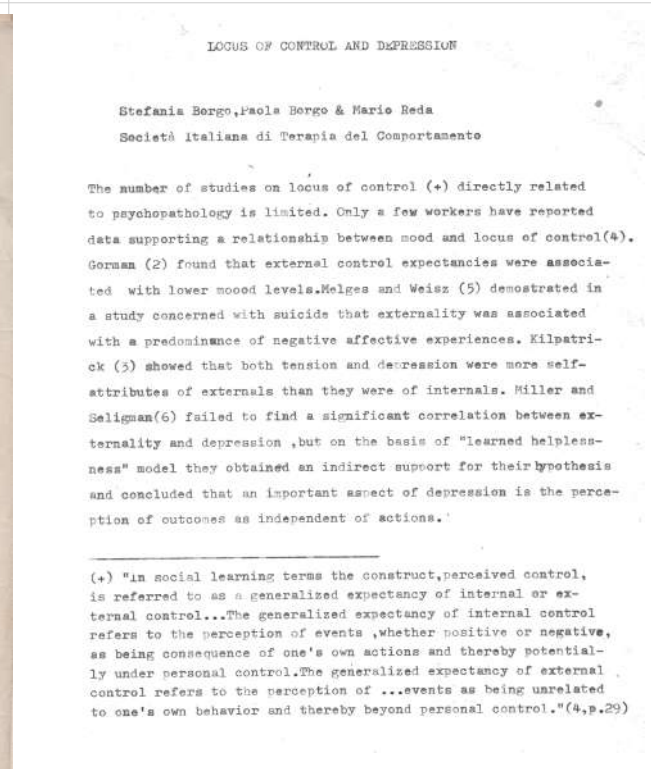 LOCUS OF CONTROL AND DEPRESSION
Stefania Borgo,Paola Borgo & Mario Reda
Società Italiana di Terapia del Comportamento
The number of studies on locus of control (+) directly related
to psychopathology is limited. Only a few workers have reported
data supporting a relationship between mood and locus of control(4).
Gorman (2) found that external control expectancies were associa-
ted with lower moood levels.Melges and Weisz (5) demostrated in
a study concerned with suicide that externality was associated
with a predominance of negative affective experiences. Kilpatri-
ck (3) showed that both tension and depression were more self-
attributes of externals than they were of internals. Miller and
Seligman(6) failed to find a significant correlation between ex-
ternality and depression ,but on the basis of "learned helpless-
ness" model they obtained an indirect support for their hypothesis
and concluded that an important aspect of depression is the perce-
ption of outcomes as independent of actions.
(+) "in social learning terms the construct,perceived control,
is referred to as a generalized expectancy of internal or ex-
ternal control...The generalized expectancy of internal control
refers to the perception of events ,whether positive or negative,
as being consequence of one's own actions and thereby potential-
ly under personal control.The generalized expectancy of external
control refers to the perception of ...events as being unrelated
to one's own behavior and thereby beyond personal control."(4,p.29)